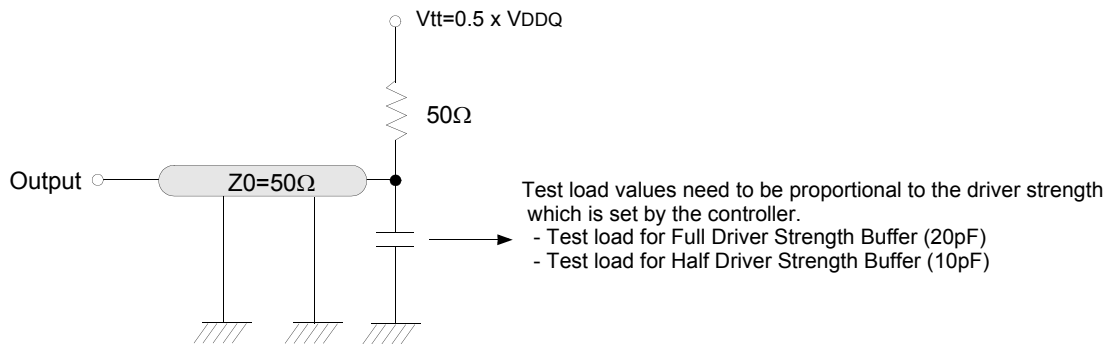 Vtt=0.5 x VDDQ
50Ω
Output
Z0=50Ω
Test load values need to be proportional to the driver strength
which is set by the controller.
- Test load for Full Driver Strength Buffer (20pF)
- Test load for Half Driver Strength Buffer (10pF)